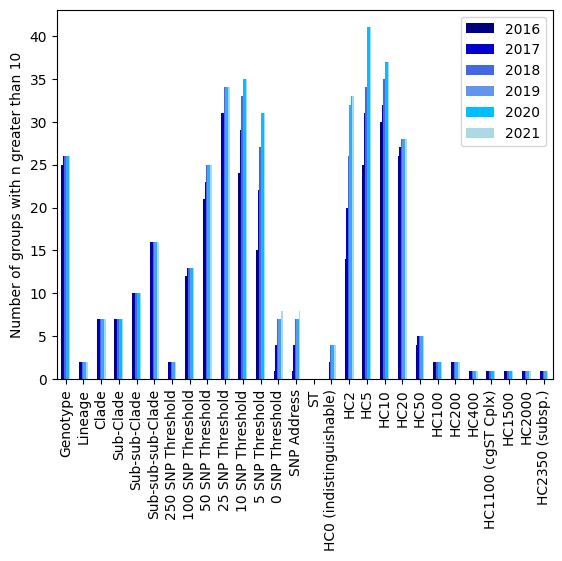 Number of groups with n greater than 10
40
35
30
25
20
15
10
5
0
2016
2017
2018
2019
2020
2021
Genotype
Lineage
Clade
Sub-Clade
Sub-sub-Clade
Sub-sub-sub-Clade
250 SNP Threshold
100 SNP Threshold
50 SNP Threshold
25 SNP Threshold
10 SNP Threshold
5 SNP Threshold
0 SNP Threshold
SNP Address
ST
HC0 (indistinguishable)
HC2
HC5
HC10
HC20
HC50
HC100
HC200
HC400
HC1100 (cgST Cplx)
HC1500
HC2000
HC2350 (subsp.)